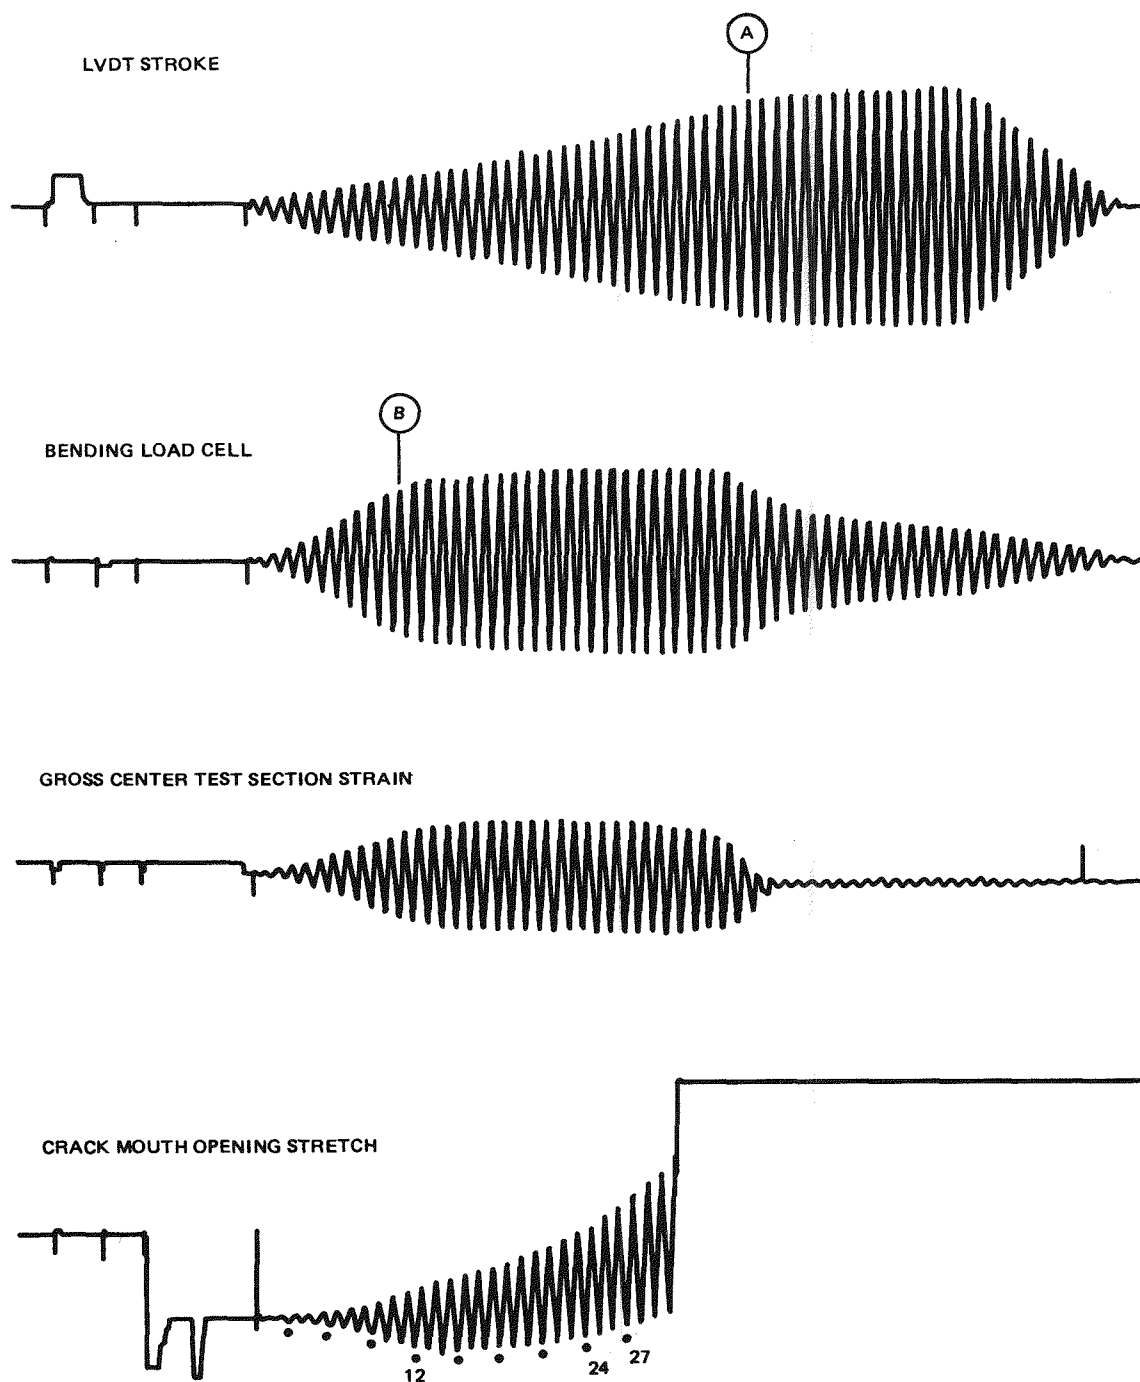 A
LVDT STROKE
B
BENDING LOAD CELL
GROSS CENTER TEST SECTION STRAIN
CRACK MOUTH OPENING STRETCH
12
24
27